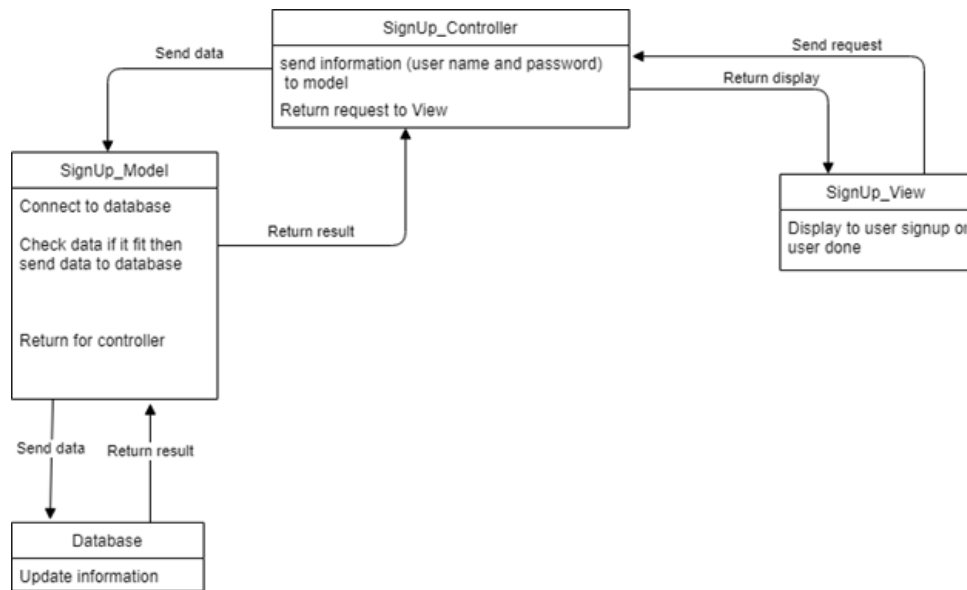 SignUp_Controller
Send data
Send request
send information (user name and password)
to model
Return display
Return request to View
SignUp_Model
SignUp_View
Connect to database
Display to user signup or
user done
Return result
Check data if it fit then
send data to database
Return for controller
Send data
Return result
Database
Update information